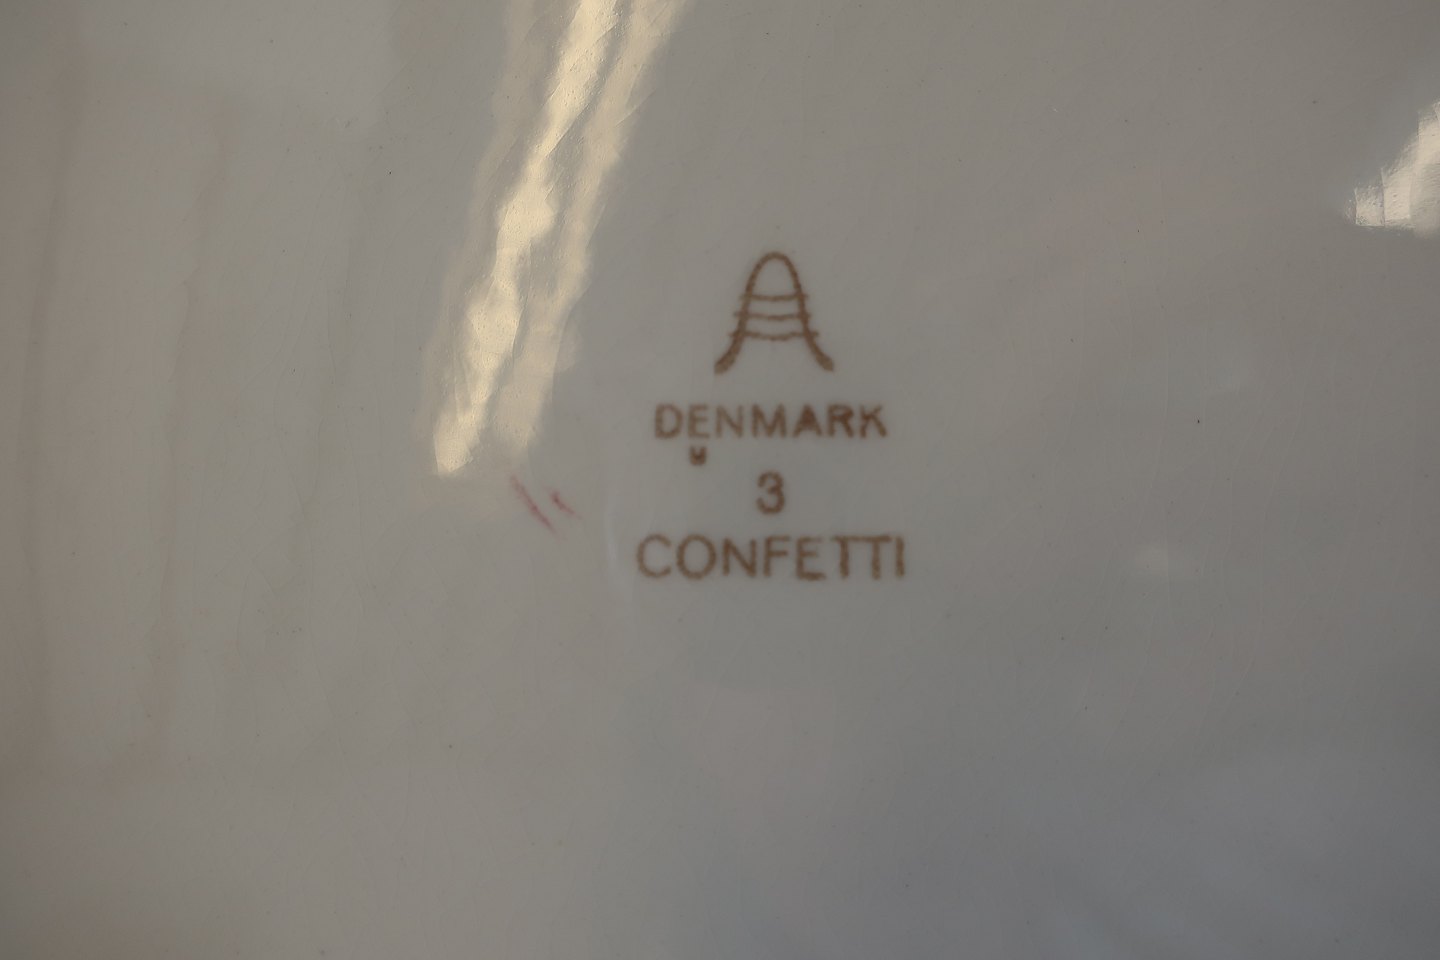 A
DENMARK
3
CONFETTI